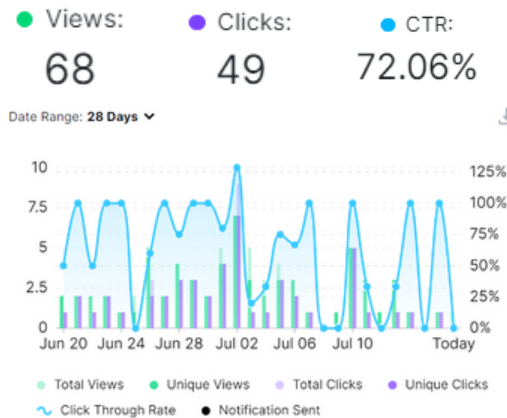 Views: Clicks: CTR:
68 49 72.06%
Date Range: 28 Days
10 125%
7.5 100%
75%
5 50%
2.5 25%
0 0%
Jun 20 Jun 24 Jun 28 Jul 02 Jul 06 Jul 10 Today
Total Views Unique Views Total Clicks Unique Clicks
Click Through Rate Notification Sent